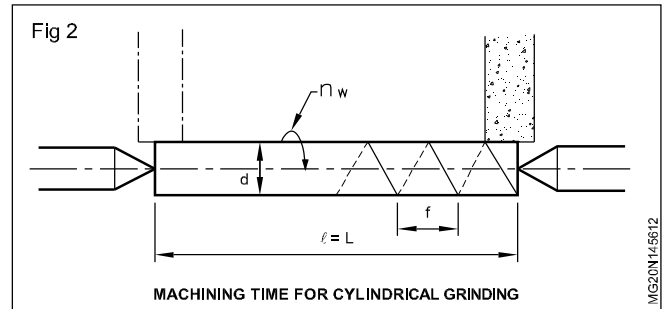 Fig 2
n w
d
f
ℓ = L
MACHINING TIME FOR CYLINDRICAL GRINDING
MG20N145612